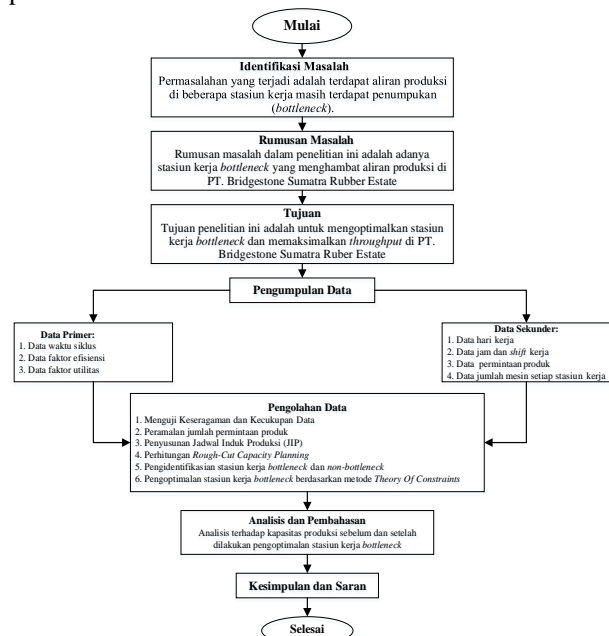 Mulai
Identifikasi Masalah
Permasalahan yang terjadi adalah terdapat aliran produksi
di beberapa stasiun kerja masih terdapat penumpukan
(bottleneck).
Rumusan Masalah
Rumusan masalah dalam penelitian ini adalah adanya
stasiun kerja bottleneck yang menghambat aliran produksi di
PT. Bridgestone Sumatra Rubber Estate
Tujuan
Tujuan penelitian ini adalah untuk mengoptimalkan stasiun
kerja bottleneck dan memaksimalkan throughput di PT.
Bridgestone Sumatra Ruber Estate
Pengumpulan Data
Data Primer:
1. Data waktu siklus
2. Data faktor efisiensi
3. Data faktor utilitas
Data Sekunder:
1. Data hari kerja
2. Data jam dan shift kerja
3. Data permintaan produk
4. Data jumlah mesin setiap stasiun kerja
Pengolahan Data
1. Menguji Keseragaman dan Kecukupan Data
2. Peramalan jumlah permintaan produk
3. Penyusunan Jadwal Induk Produksi (JIP)
4. Perhitungan Rough-Cut Capacity Planning
5. Pengidentifikasian stasiun kerja bottleneck dan non-bottleneck
6. Pengoptimalan stasiun kerja bottleneck berdasarkan metode Theory Of Constraints
Analisis dan Pembahasan
Analisis terhadap kapasitas produksi sebelum dan setelah
dilakukan pengoptimalan stasiun kerja bottleneck
Kesimpulan dan Saran
Selesai